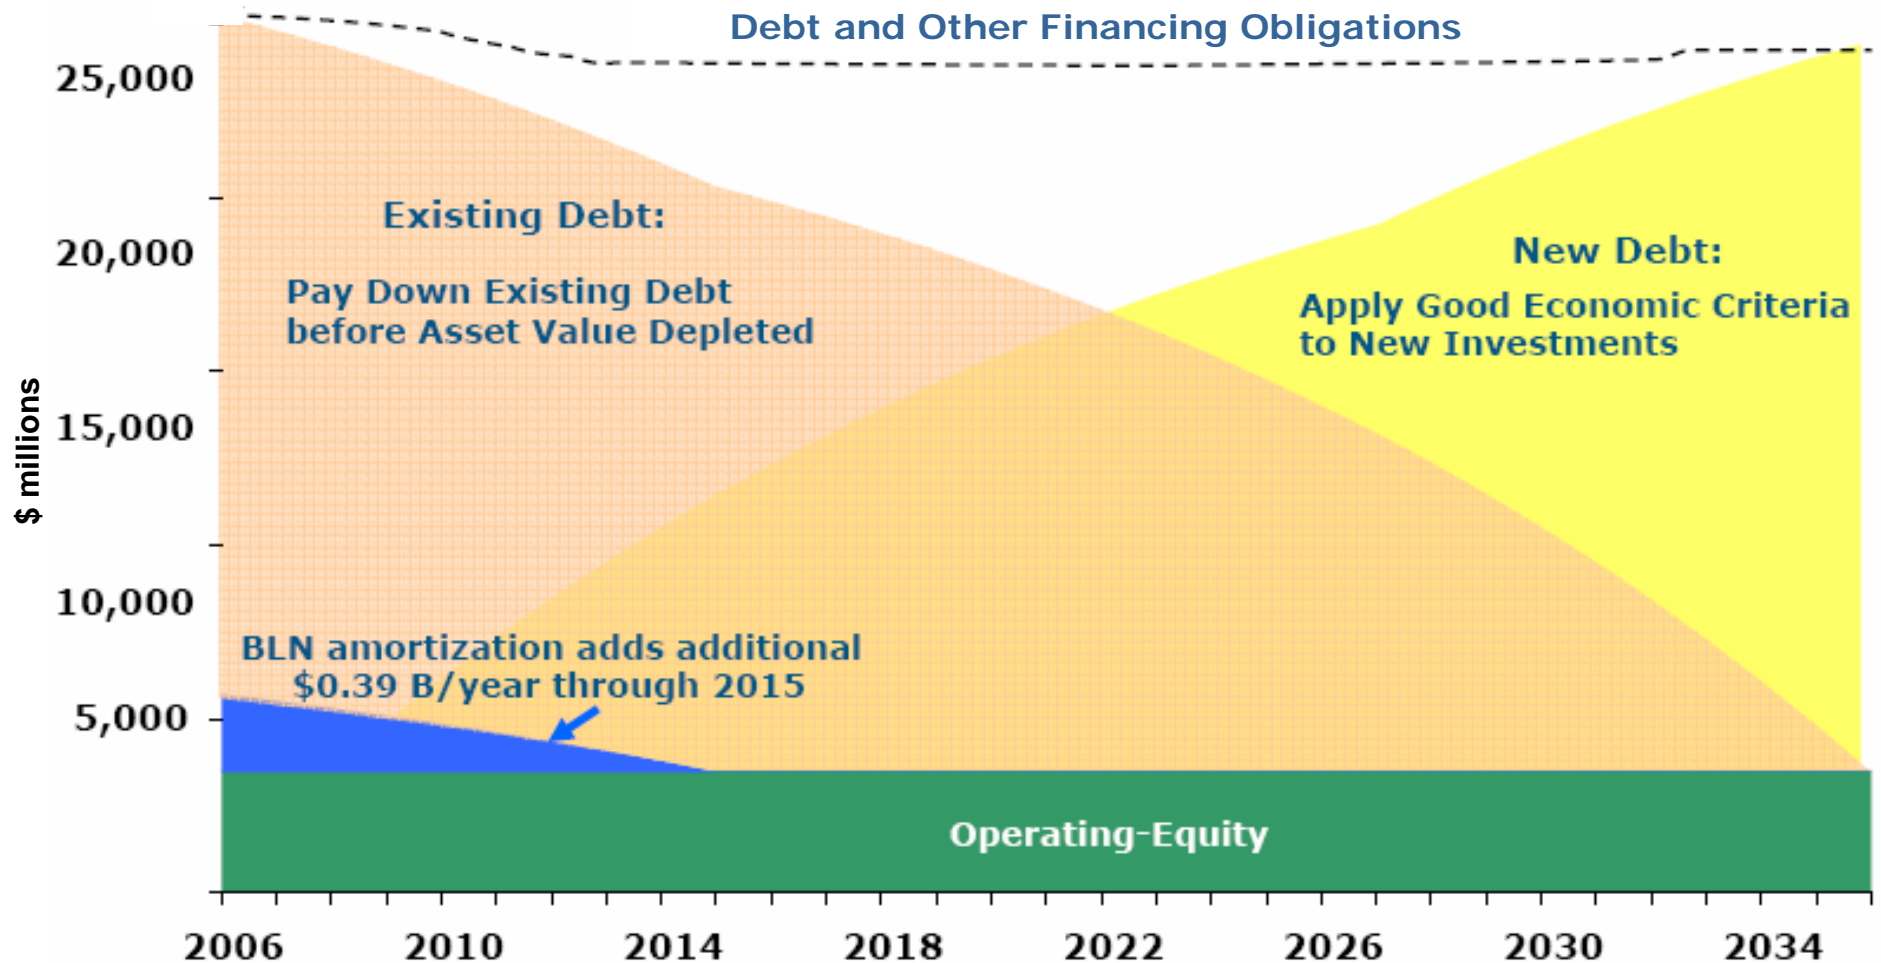 Debt and Other Financing Obligations
25,000
20,000
15,000
10,000
5,000
$ millions
Existing Debt:
Pay Down Existing Debt
before Asset Value Depleted
New Debt:
Apply Good Economic Criteria
to New Investments
BLN amortization adds additional
$0.39 B/year through 2015
Operating-Equity
2006 2010 2014 2018 2022 2026 2030 2034